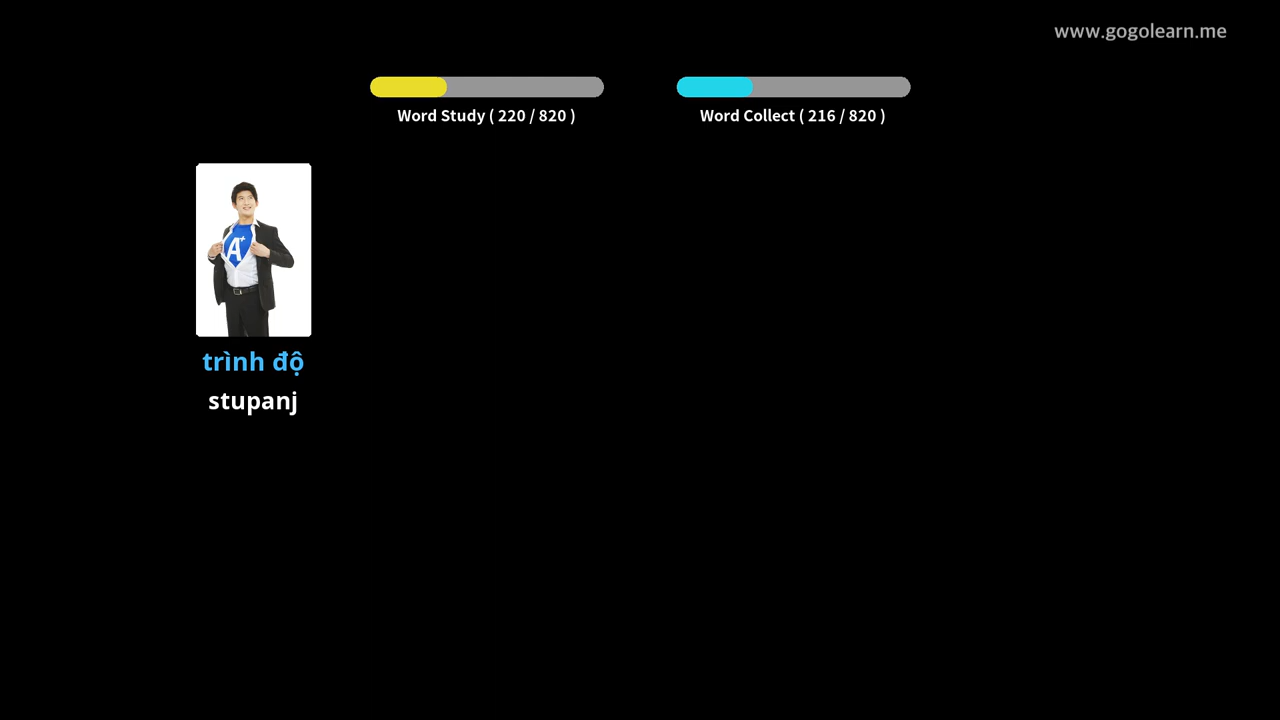 www.gogolearn.me
Word Study ( 220 / 820 )
Word Collect ( 216 / 820 )
A+
trình độ
stupanj